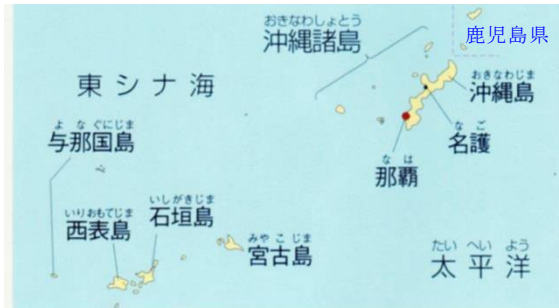 おきなわしょとう
沖縄諸島
鹿児島県
東シナ海
おきなわじま
沖縄島
よなぐにじま
与那国島
なご
名護
なは
那覇
いしがきじま
石垣島
いりおもてじま
西表島
みやこじま
宮古島
たいへいよう
太平洋